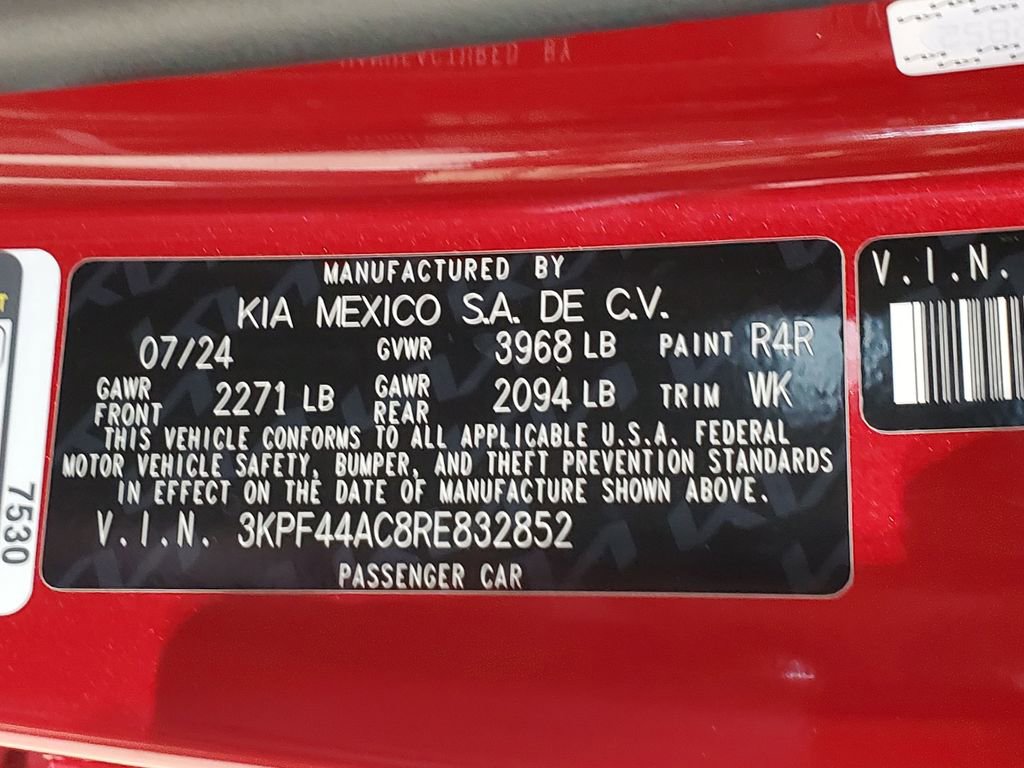 MANUFACTURED BY
KIA MEXICO S.A. DE C.V.
07/24 GVWR 3968 LB PAINT R4R
GAWR FRONT 2271 LB GAWR REAR 2094 LB TRIM WK
THIS VEHICLE CONFORMS TO ALL APPLICABLE U.S.A. FEDERAL
MOTOR VEHICLE SAFETY, BUMPER, AND THEFT PREVENTION STANDARDS
IN EFFECT ON THE DATE OF MANUFACTURE SHOWN ABOVE.
V.I.N. 3KPF44AC8RE832852
PASSENGER CAR
V.I.N.
7530